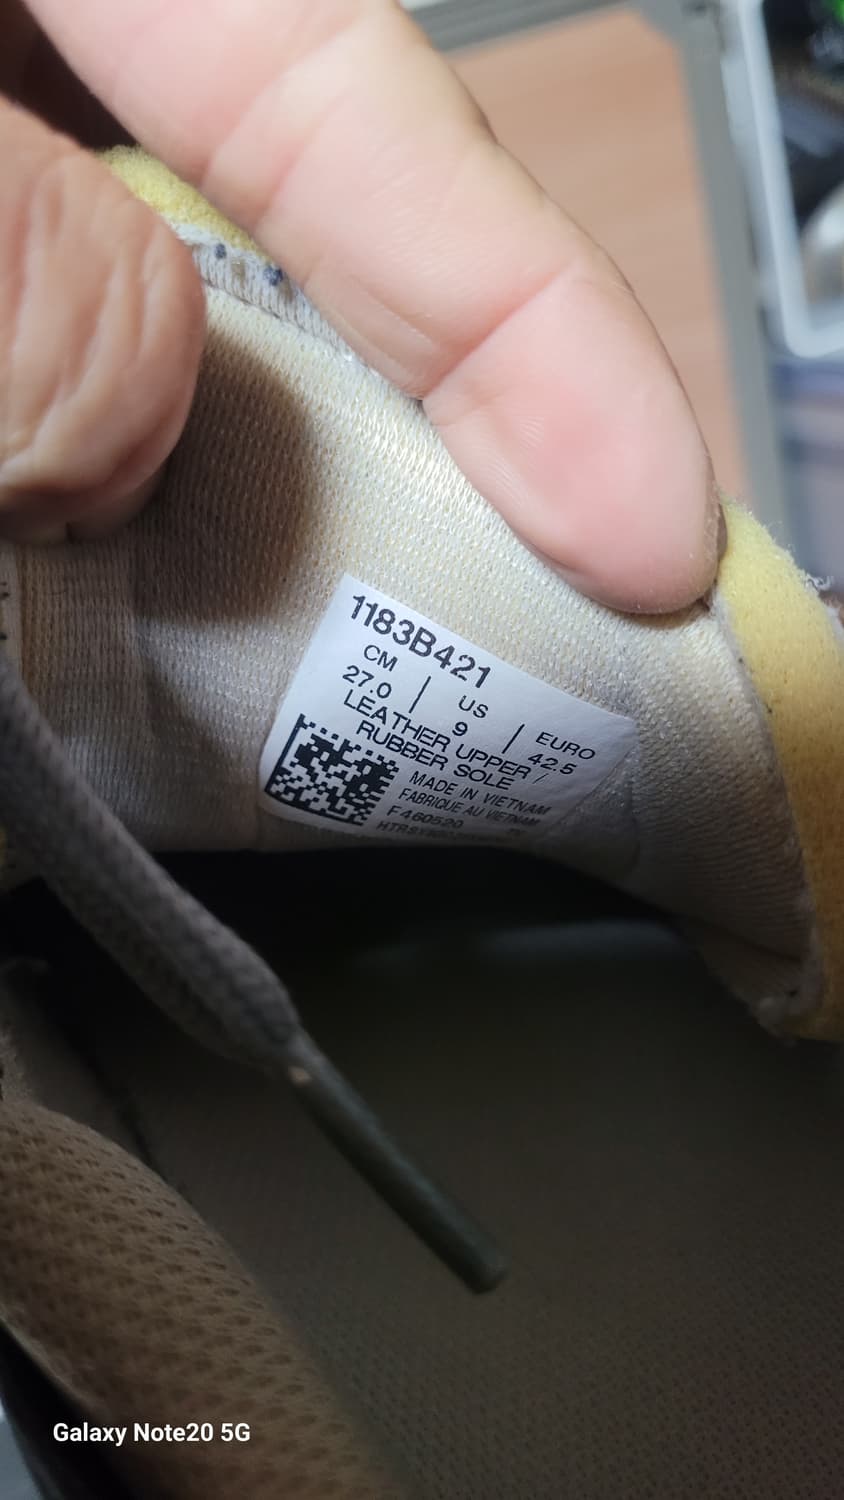 1183B421
CM | US | EURO
27.0 9 42.5
LEATHER UPPER /
RUBBER SOLE
MADE IN VIETNAM
FABRIQUE AU VIETNAM
F460520
Galaxy Note20 5G